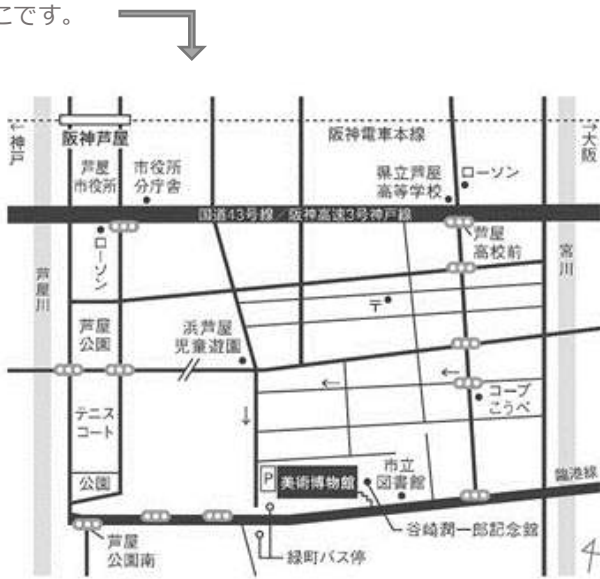 こです。
阪神電車本線
←神戸
→大阪
阪神芦屋
芦屋
市役所
市役所
分庁舎
県立芦屋
高等学校
ローソン
国道43号線／阪神高速3号神戸線
ローソン
芦屋
高校前
芦屋川
宮川
〒
芦屋
公園
浜芦屋
児童遊園
←
←
コープ
こうべ
テニス
コート
↓
公園
P
美術博物館
市立
図書館
臨港線
谷崎潤一郎記念館
芦屋
公園南
緑町バス停
4